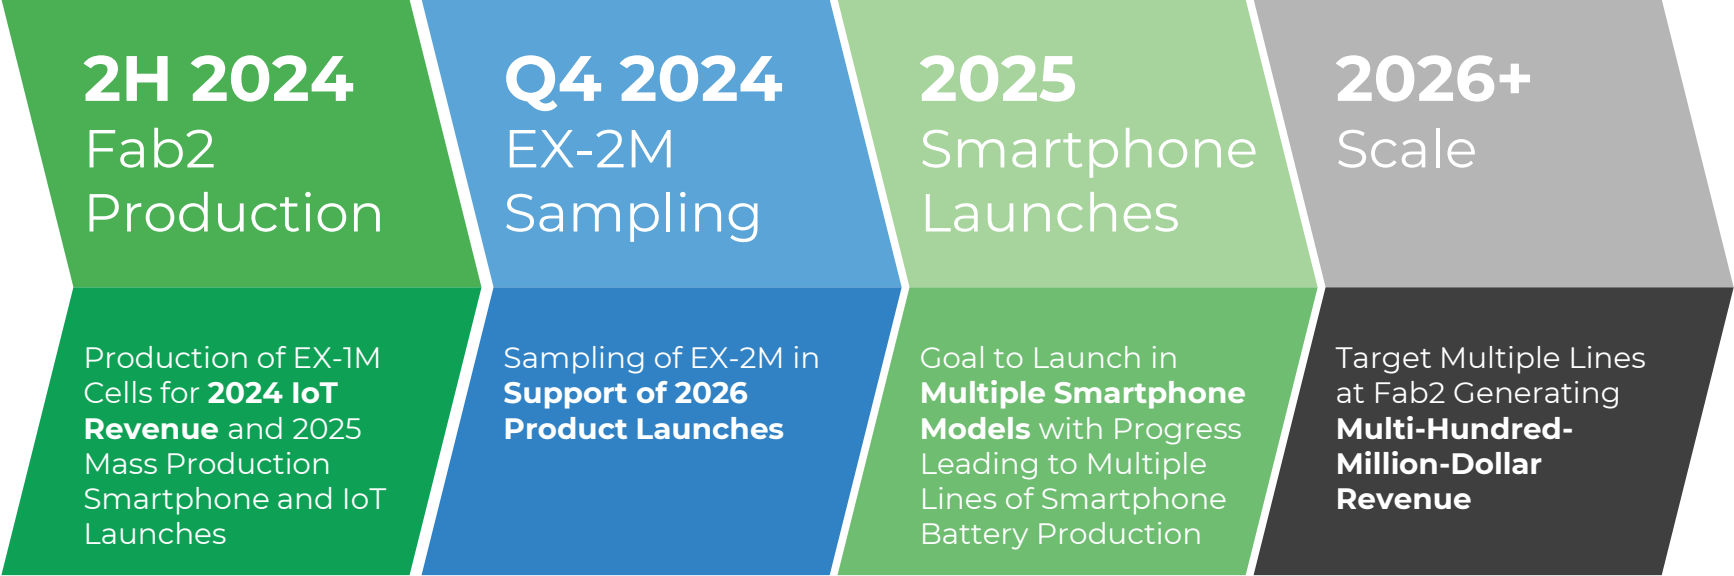 2H 2024
Fab2
Production
Production of EX-1M
Cells for 2024 IoT
Revenue and 2025
Mass Production
Smartphone and IoT
Launches
Q4 2024
EX-2M
Sampling
Sampling of EX-2M in
Support of 2026
Product Launches
2025
Smartphone
Launches
Goal to Launch in
Multiple Smartphone
Models with Progress
Leading to Multiple
Lines of Smartphone
Battery Production
2026+
Scale
Target Multiple Lines
at Fab2 Generating
Multi-Hundred-
Million-Dollar
Revenue